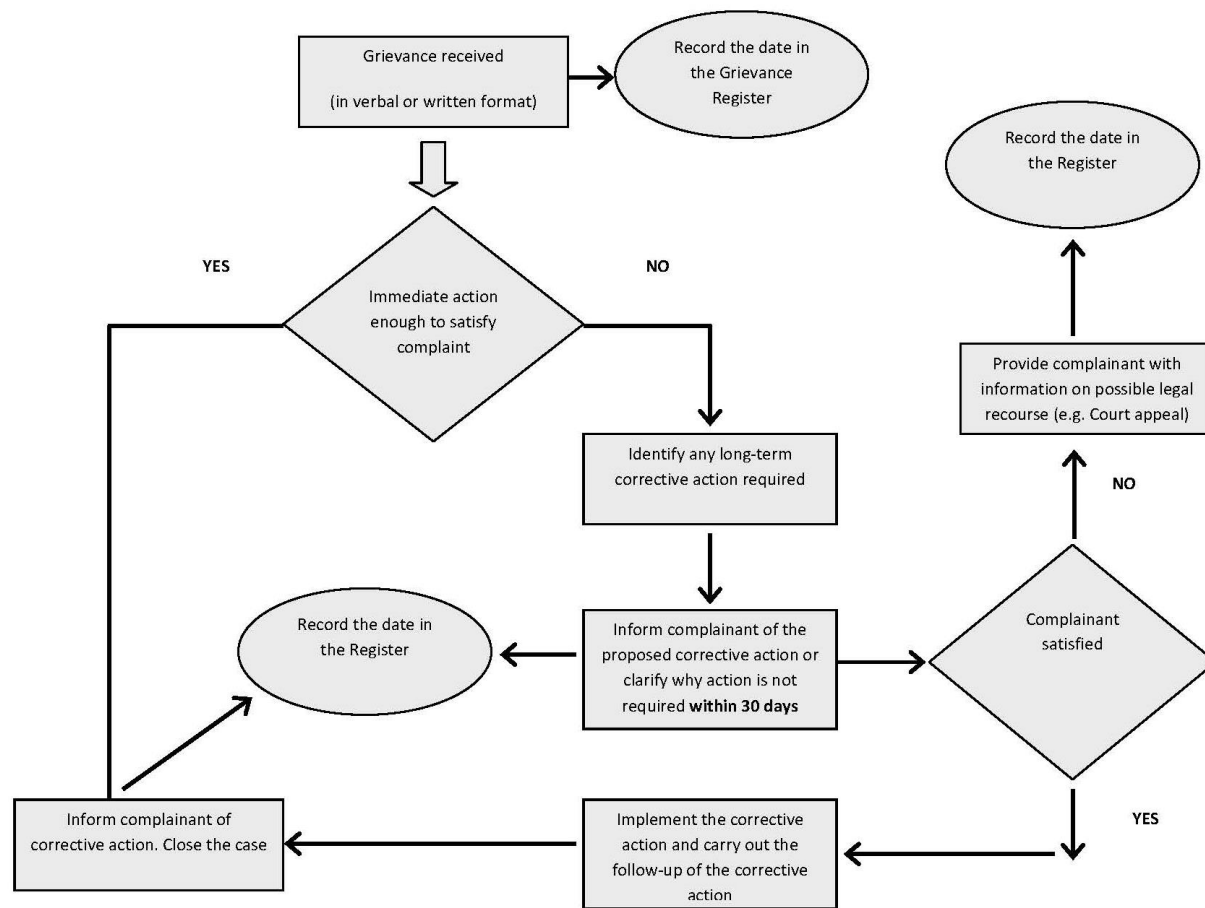 Grievance received
(in verbal or written format)
Record the date in
the Grievance
Register
Record the date in
the Register
YES
NO
Immediate action
enough to satisfy
complaint
Provide complainant with
information on possible legal
recourse (e.g. Court appeal)
Identify any long-term
corrective action required
NO
Record the date in
the Register
Inform complainant of the
proposed corrective action or
clarify why action is not
required within 30 days
Complainant
satisfied
YES
Inform complainant of
corrective action. Close the case
Implement the corrective
action and carry out the
follow-up of the corrective
action